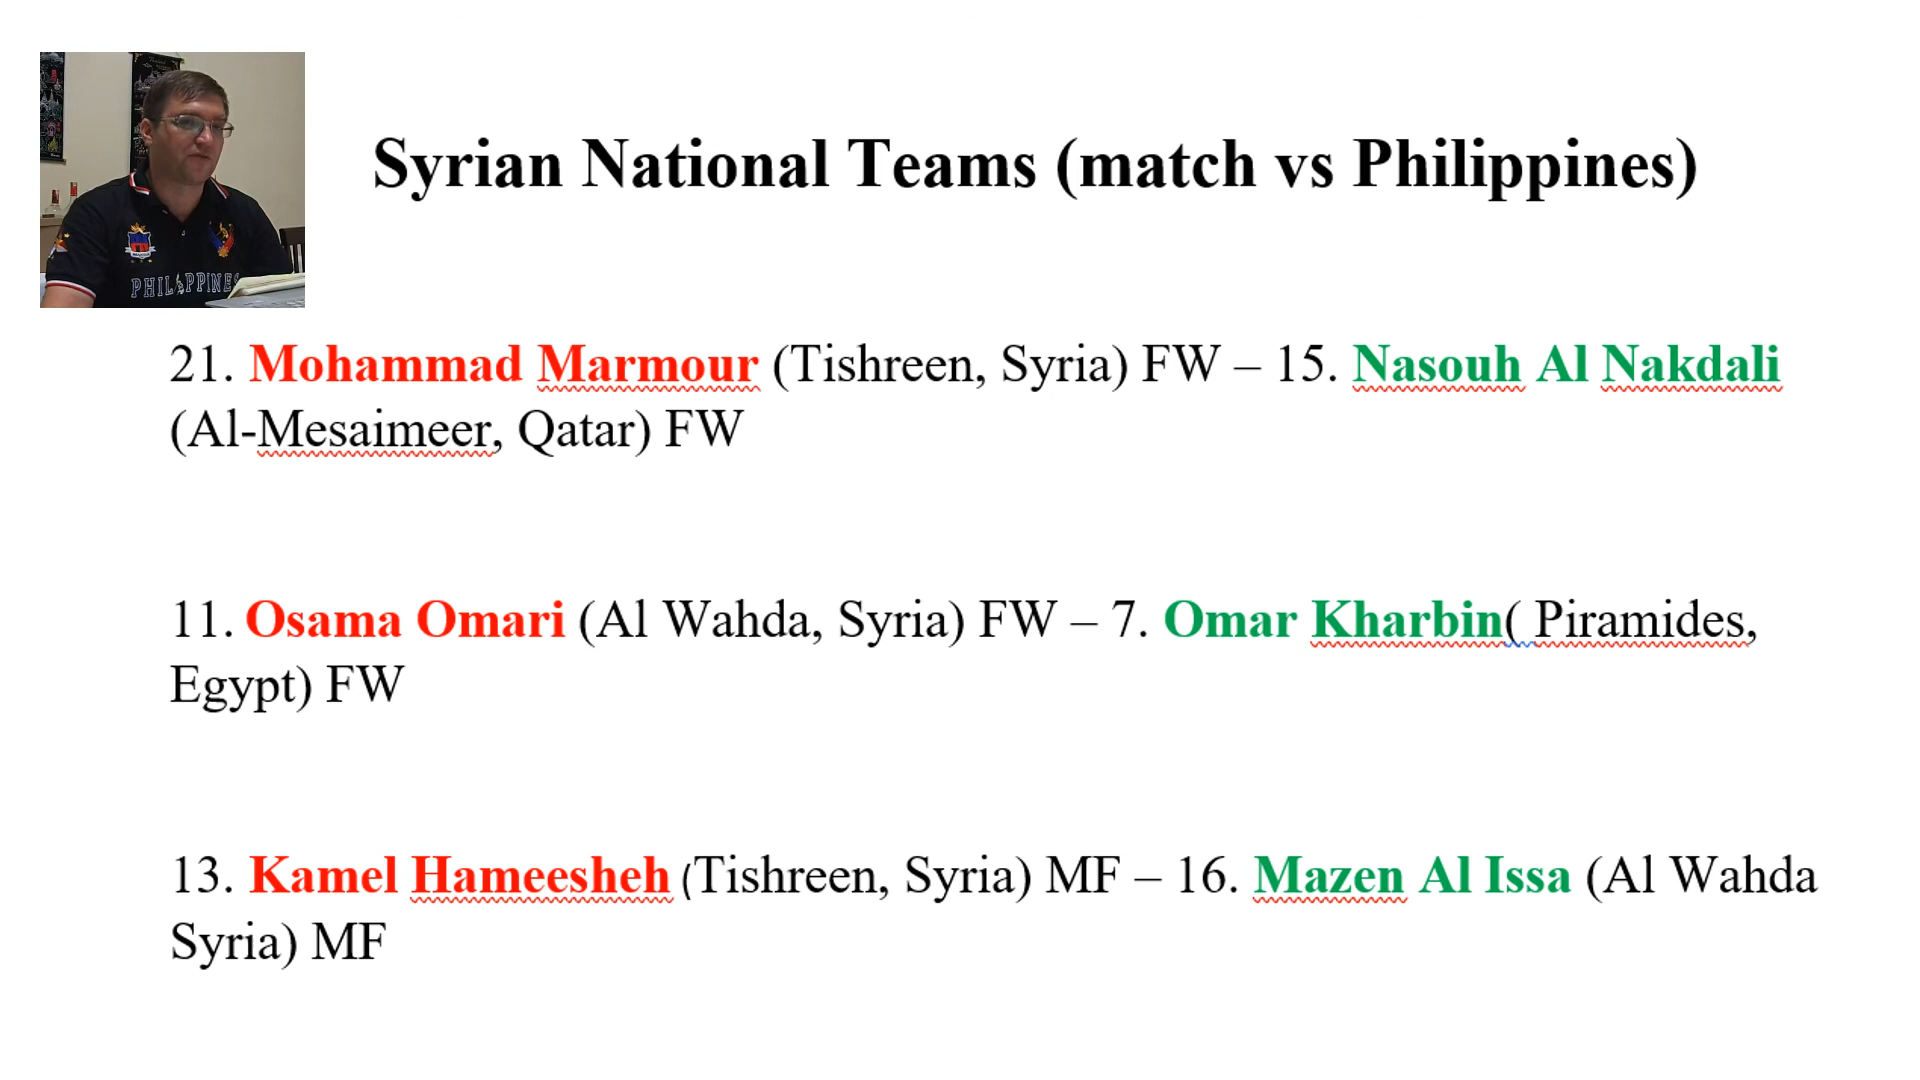 Syrian National Teams (match vs Philippines)
PHILIPPINES
21. Mohammad Marmour (Tishreen, Syria) FW – 15. Nasouh Al Nakdali
(Al-Mesaimeer, Qatar) FW
11. Osama Omari (Al Wahda, Syria) FW – 7. Omar Kharbin( Piramides,
Egypt) FW
13. Kamel Hameesheh (Tishreen, Syria) MF – 16. Mazen Al Issa (Al Wahda
Syria) MF